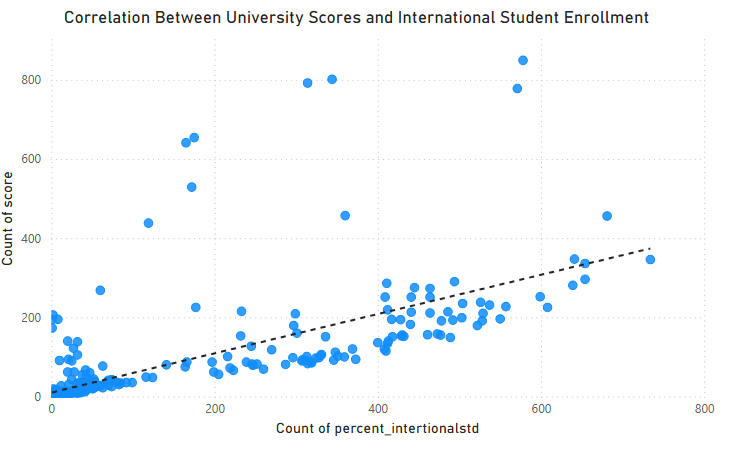 Correlation Between University Scores and International Student Enrollment
Count of score
800
600
400
200
0
0 200 400 600 800
Count of percent_intertionalstd